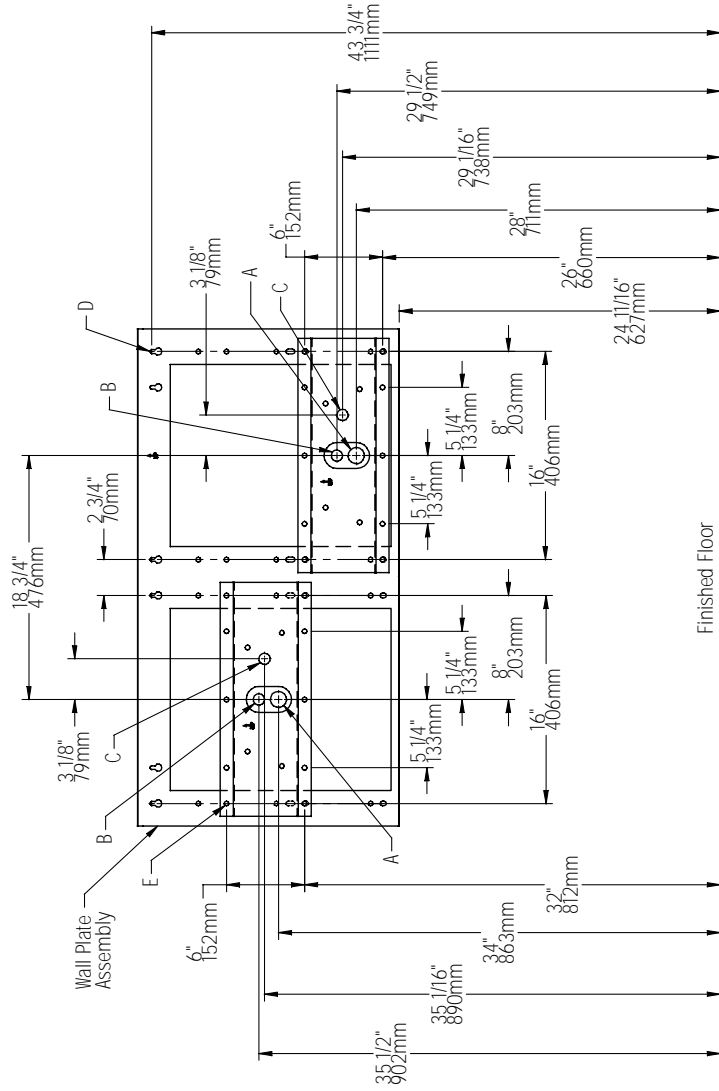 Wall Plate
Assembly
E
B
C
3 1/8"
79mm
18 3/4"
476mm
2 3/4"
70mm
B
D
3 1/8"
79mm
A
C
6"
152mm
43 3/4"
1111mm
29 1/2"
749mm
29 1/16"
738mm
28"
711mm
26"
660mm
24 11/16"
627mm
6"
152mm
A
5 1/4"
133mm
5 1/4"
133mm
8"
203mm
16"
406mm
5 1/4"
133mm
5 1/4"
133mm
8"
203mm
16"
406mm
32"
812mm
34"
863mm
35 1/16"
890mm
35 1/2"
902mm
Finished Floor